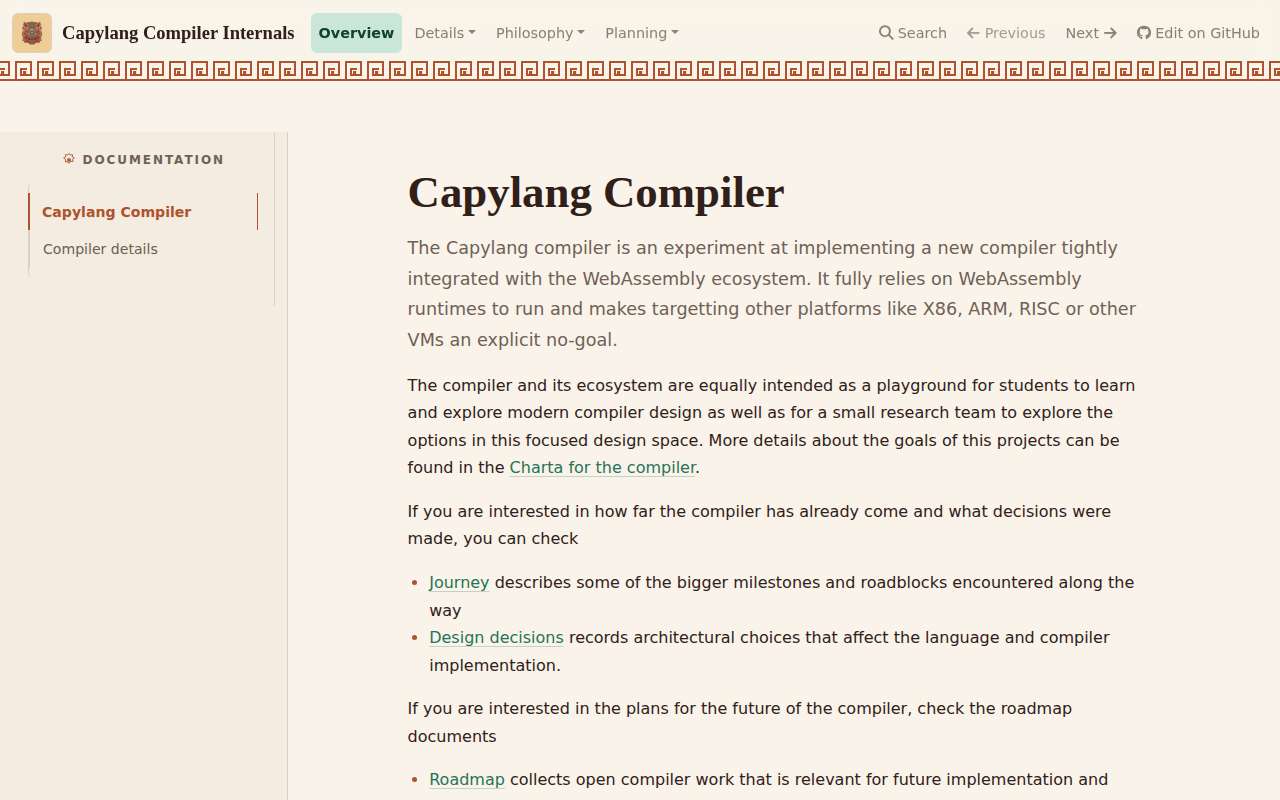 Capylang Compiler Internals Overview Details Philosophy Planning Search Previous Next Edit on GitHub
DOCUMENTATION
Capylang Compiler
Compiler details
Capylang Compiler
The Capylang compiler is an experiment at implementing a new compiler tightly
integrated with the WebAssembly ecosystem. It fully relies on WebAssembly
runtimes to run and makes targetting other platforms like X86, ARM, RISC or other
VMs an explicit no-goal.
The compiler and its ecosystem are equally intended as a playground for students to learn
and explore modern compiler design as well as for a small research team to explore the
options in this focused design space. More details about the goals of this projects can be
found in the Charta for the compiler.
If you are interested in how far the compiler has already come and what decisions were
made, you can check
Journey describes some of the bigger milestones and roadblocks encountered along the
way
Design decisions records architectural choices that affect the language and compiler
implementation.
If you are interested in the plans for the future of the compiler, check the roadmap
documents
Roadmap collects open compiler work that is relevant for future implementation and